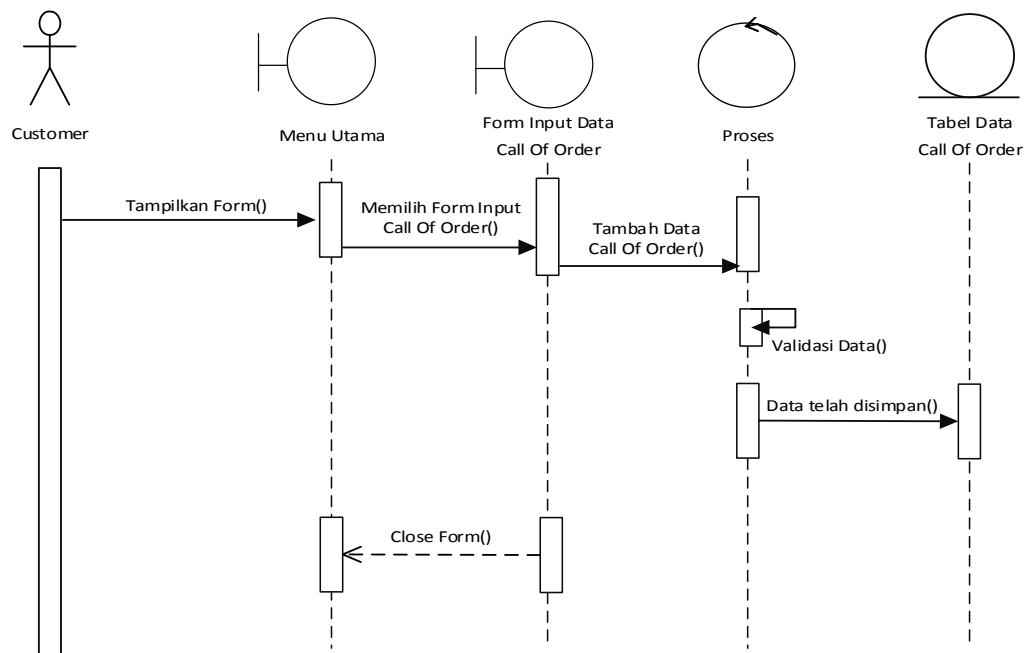 Customer
Menu Utama
Form Input Data
Call Of Order
Proses
Tabel Data
Call Of Order
Tampilkan Form()
Memilih Form Input
Call Of Order()
Tambah Data
Call Of Order()
Validasi Data()
Data telah disimpan()
Close Form()